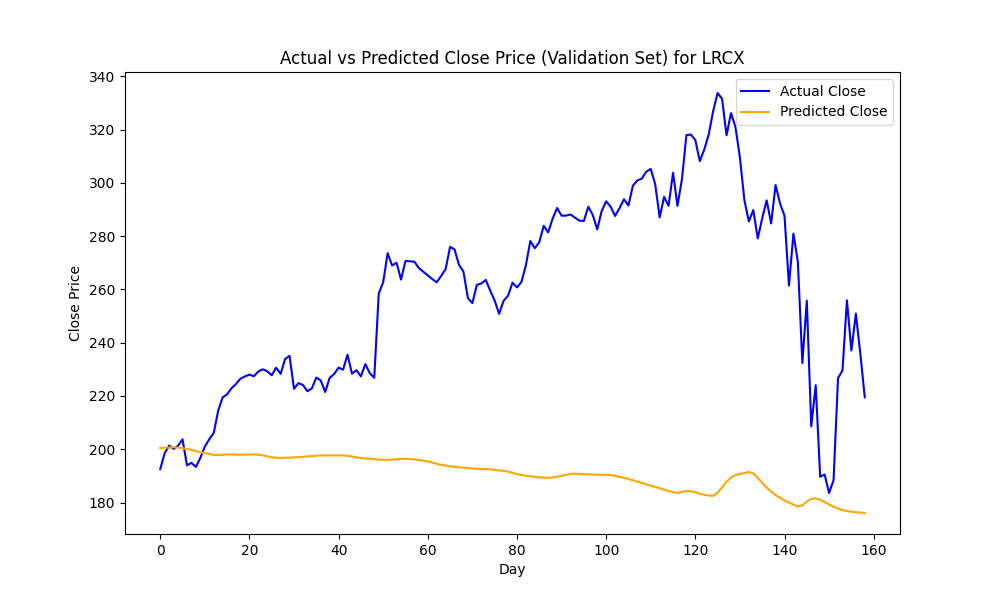 Actual vs Predicted Close Price (Validation Set) for LRCX
Actual Close
Predicted Close
Close Price
340
320
300
280
260
240
220
200
180
0 20 40 60 80 100 120 140 160
Day